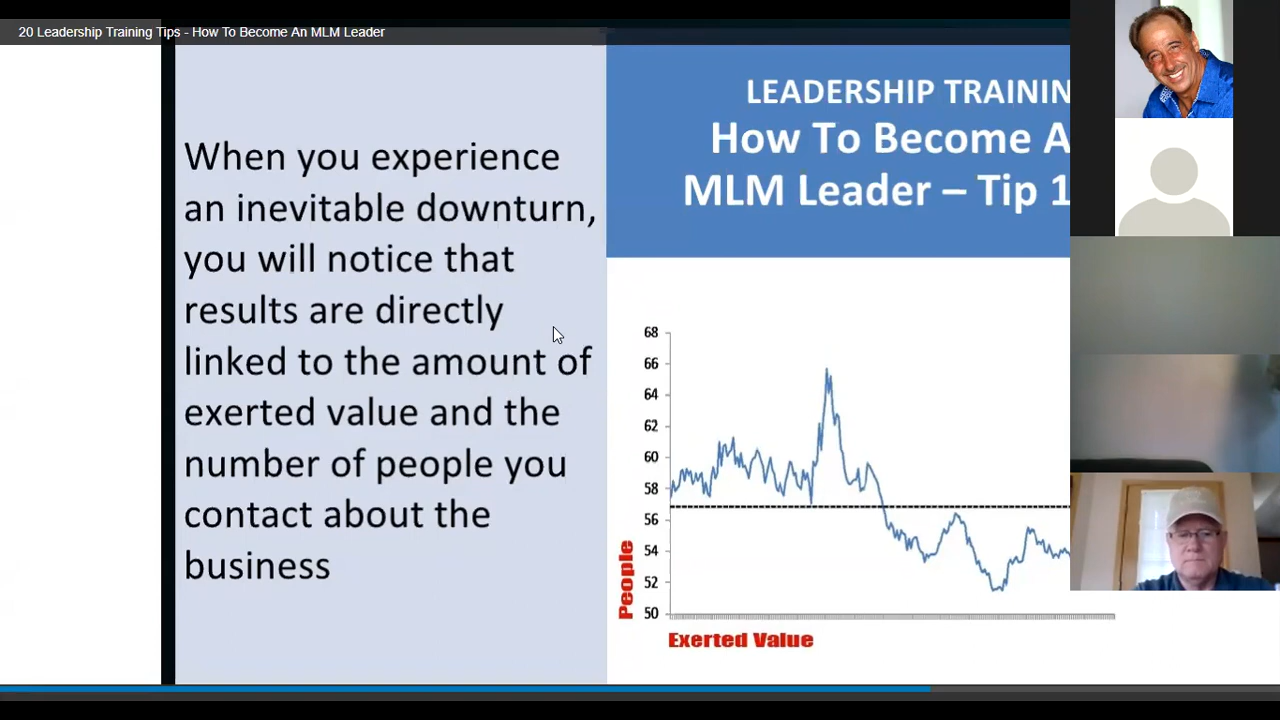 20 Leadership Training Tips - How To Become An MLM Leader
When you experience
an inevitable downturn,
you will notice that
results are directly
linked to the amount of
exerted value and the
number of people you
contact about the
business
LEADERSHIP TRAININ
How To Become A
MLM Leader – Tip 1
68
66
64
62
60
58
56
54
52
50
People
Exerted Value